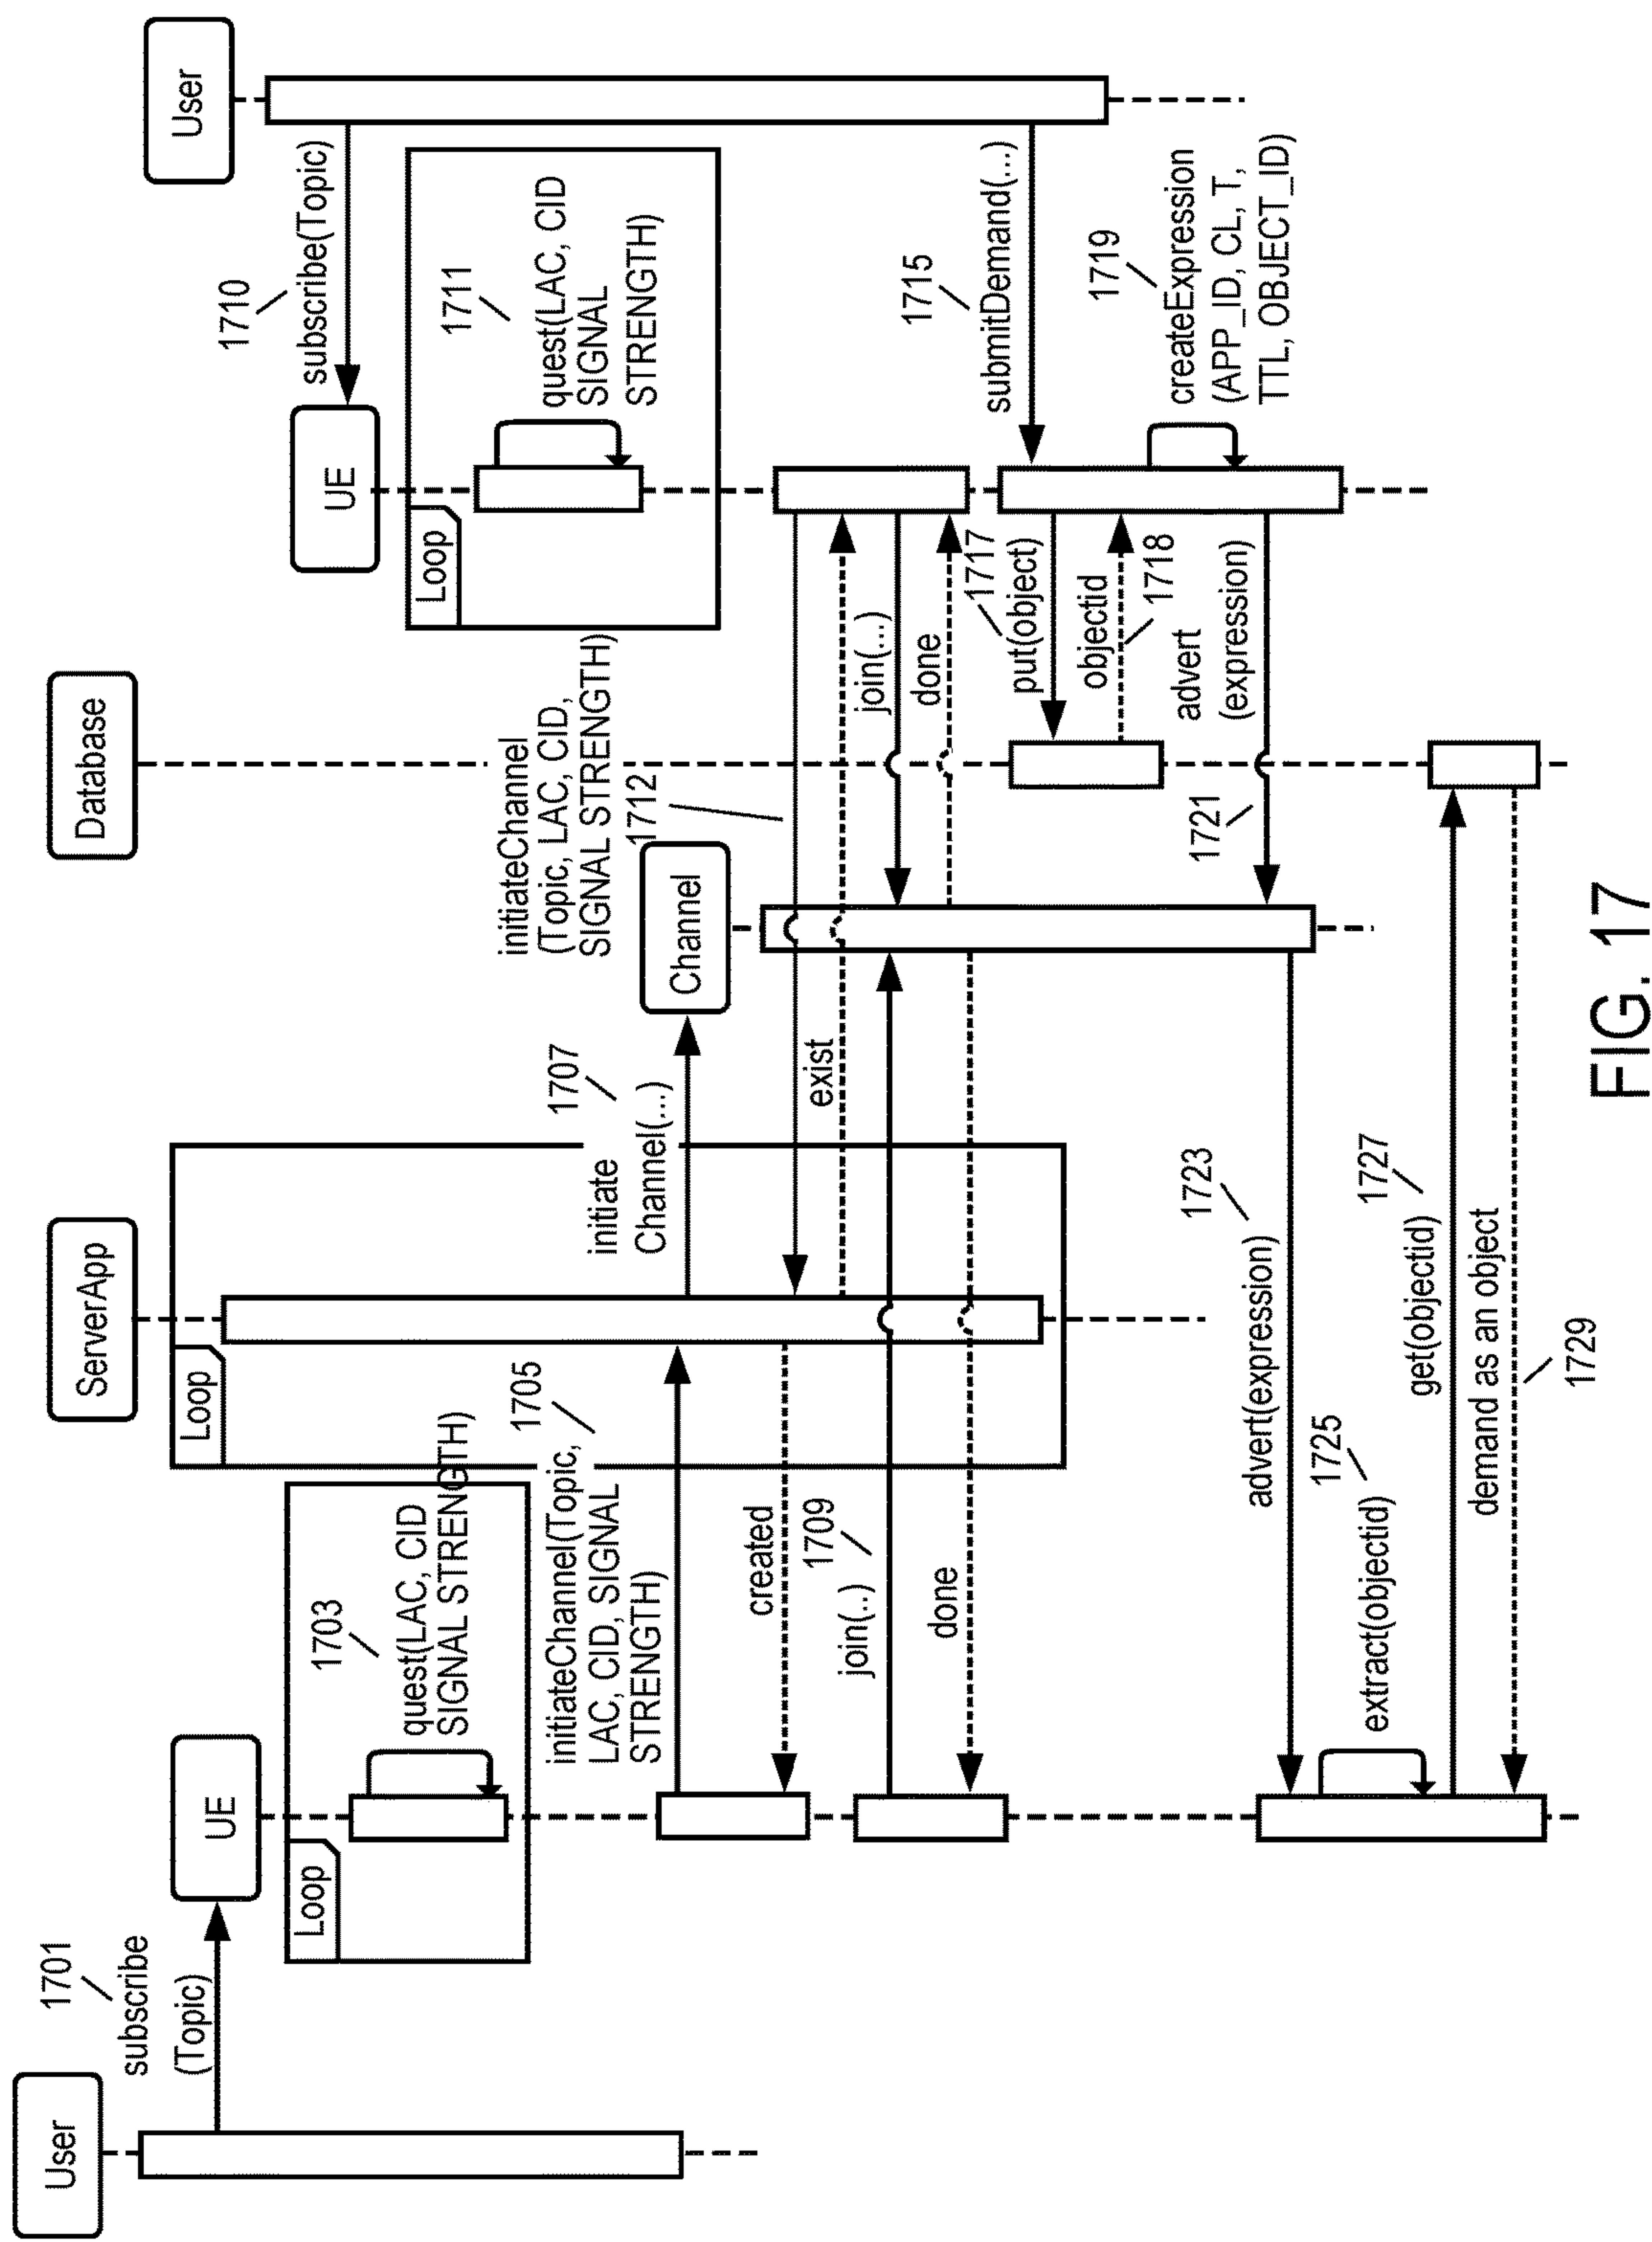 User
UE
ServerApp
Channel
Database
UE
User
1701
subscribe
(Topic)
1710
subscribe(Topic)
Loop
1703
quest(LAC, CID
SIGNAL STRENGTH)
Loop
Loop
1711
quest(LAC, CID
SIGNAL
STRENGTH)
1705
initiateChannel(Topic,
LAC, CID, SIGNAL
STRENGTH)
1707
initiate
Channel(...)
created
initiateChannel
(Topic, LAC, CID,
SIGNAL STRENGTH)
1712
exist
1709
join(..)
join(...)
done
done
1715
submitDemand(...)
1717
put(object)
objectid
1718
1719
createExpression
(APP_ID, CL, T,
TTL, OBJECT_ID)
advert
(expression)
1721
1723
advert(expression)
1725
extract(objectid)
1727
get(objectid)
demand as an object
1729
FIG. 17